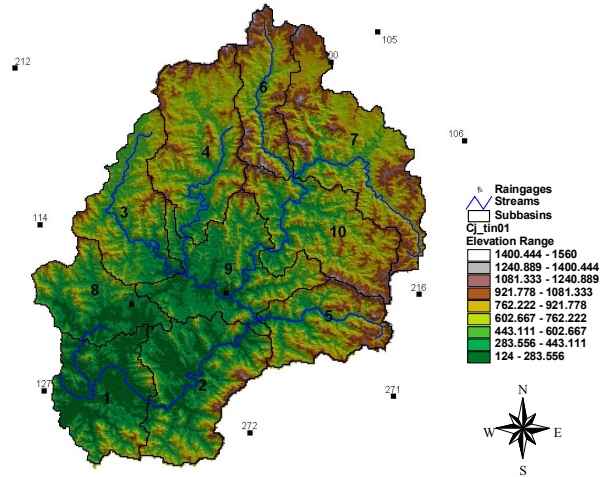 105
00
212
6
106
7
4
3
114
10
9
8
216
5
127
2
1
271
272
Raingages
Streams
Subbasins
Cj_tin01
Elevation Range
1400.444 - 1560
1240.889 - 1400.444
1081.333 - 1240.889
921.778 - 1081.333
762.222 - 921.778
602.667 - 762.222
443.111 - 602.667
283.556 - 443.111
124 - 283.556
N
W E
S